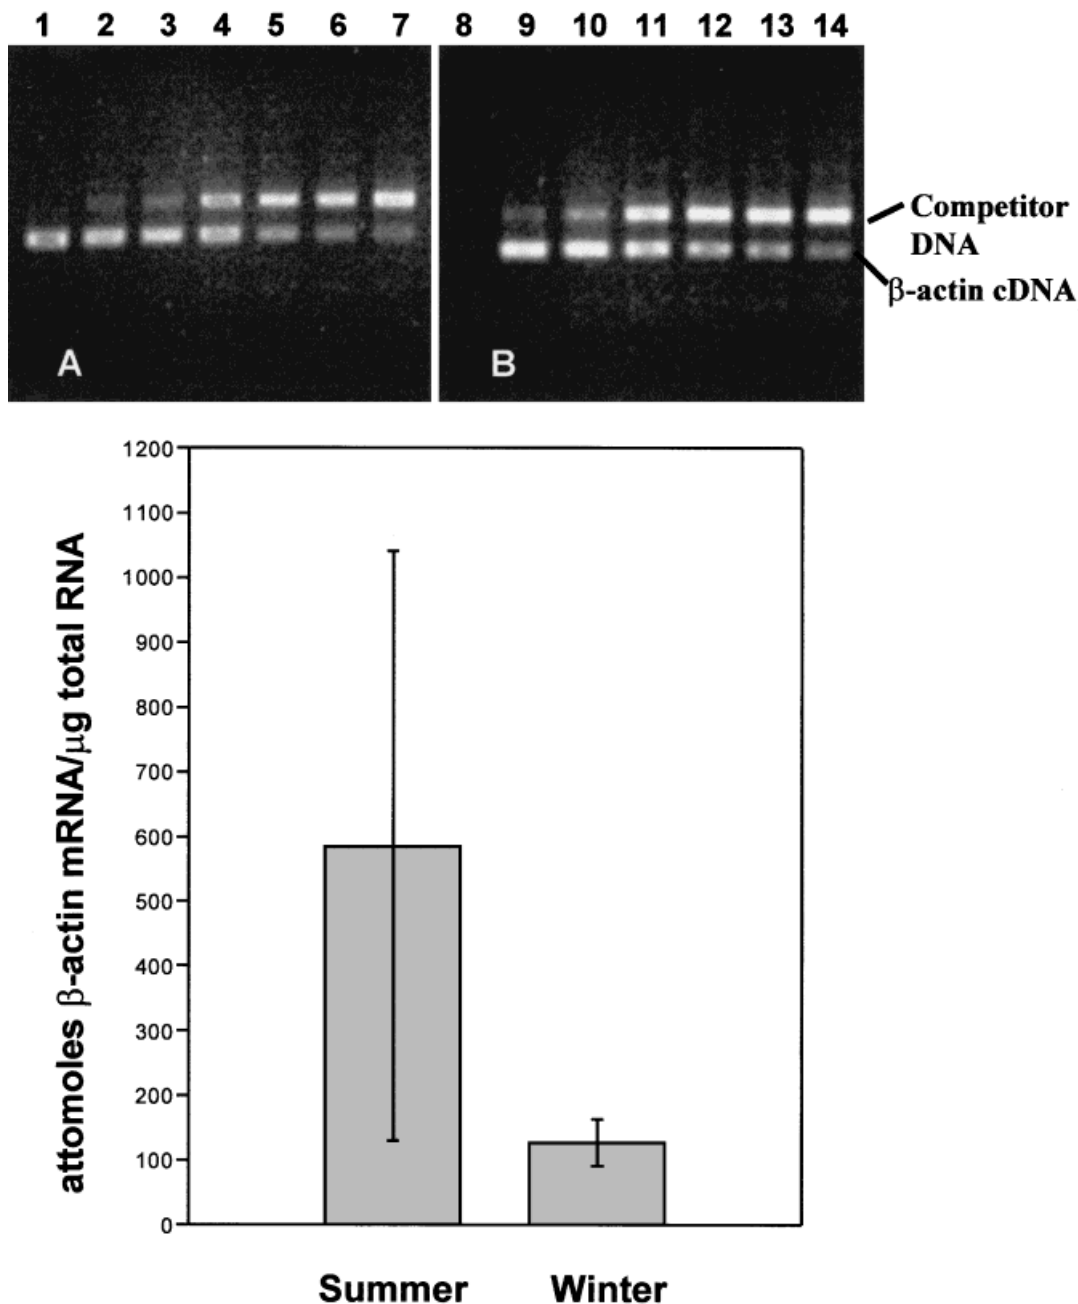 1 2 3 4 5 6 7 8 9 10 11 12 13 14
Competitor
DNA
β-actin cDNA
A B
1200
1100
1000
900
800
700
600
500
400
300
200
100
0
attomoles β-actin mRNA/μg total RNA
Summer Winter